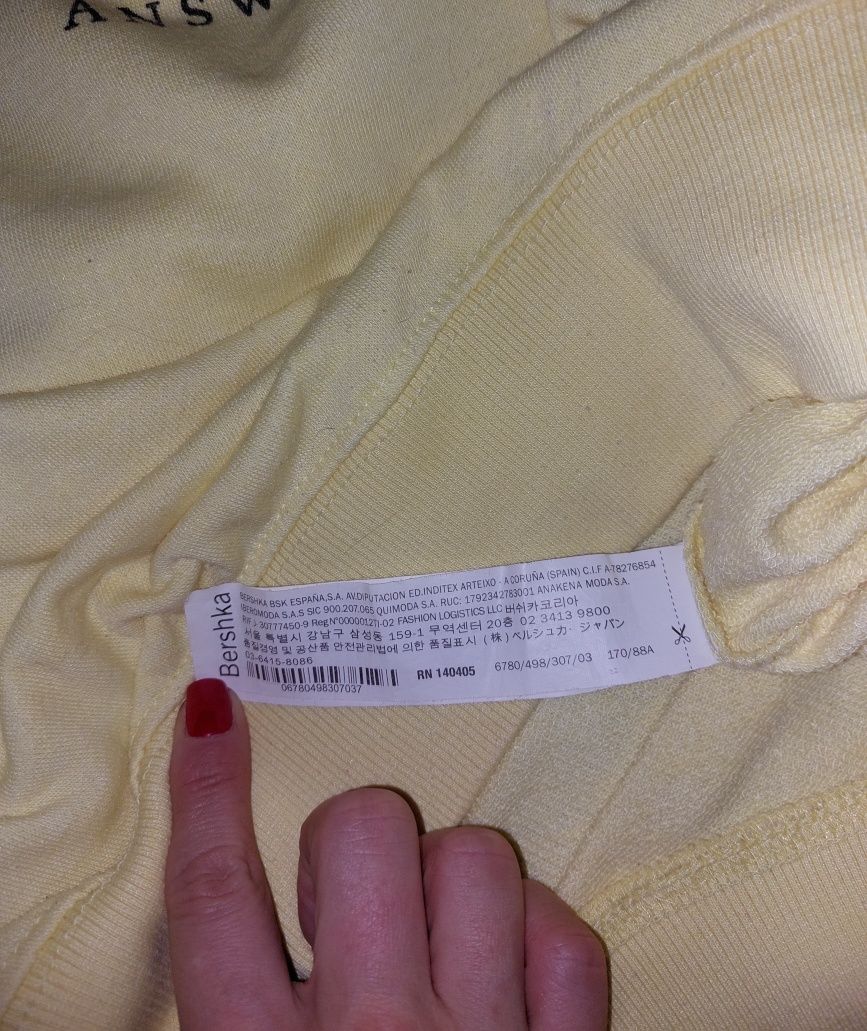 ANSW
Bershka
BERSHKA BSK ESPAÑA,S.A. AV.DIPUTACION ED.INDITEX ARTEIXO - A CORUÑA (SPAIN) C.I.F A-78276854
IBEROMODA S.A.S SIC 900.207.065 QUIMODA S.A. RUC: 1792342783001 ANAKENA MODA S.A.
RIF J-30777450-9 Reg N°00000127I-02 FASHION LOGISTICS LLC 버쉬카코리아
서울 특별시 강남구 삼성동 159-1 무역센터 20층 02 3413 9800
품질경영 및 공산품 안전관리법에 의한 품질표시 (株) ベルシュカ・ジャパン
03-6415-8086
06780498307037
RN 140405
6780/498/307/03
170/88A